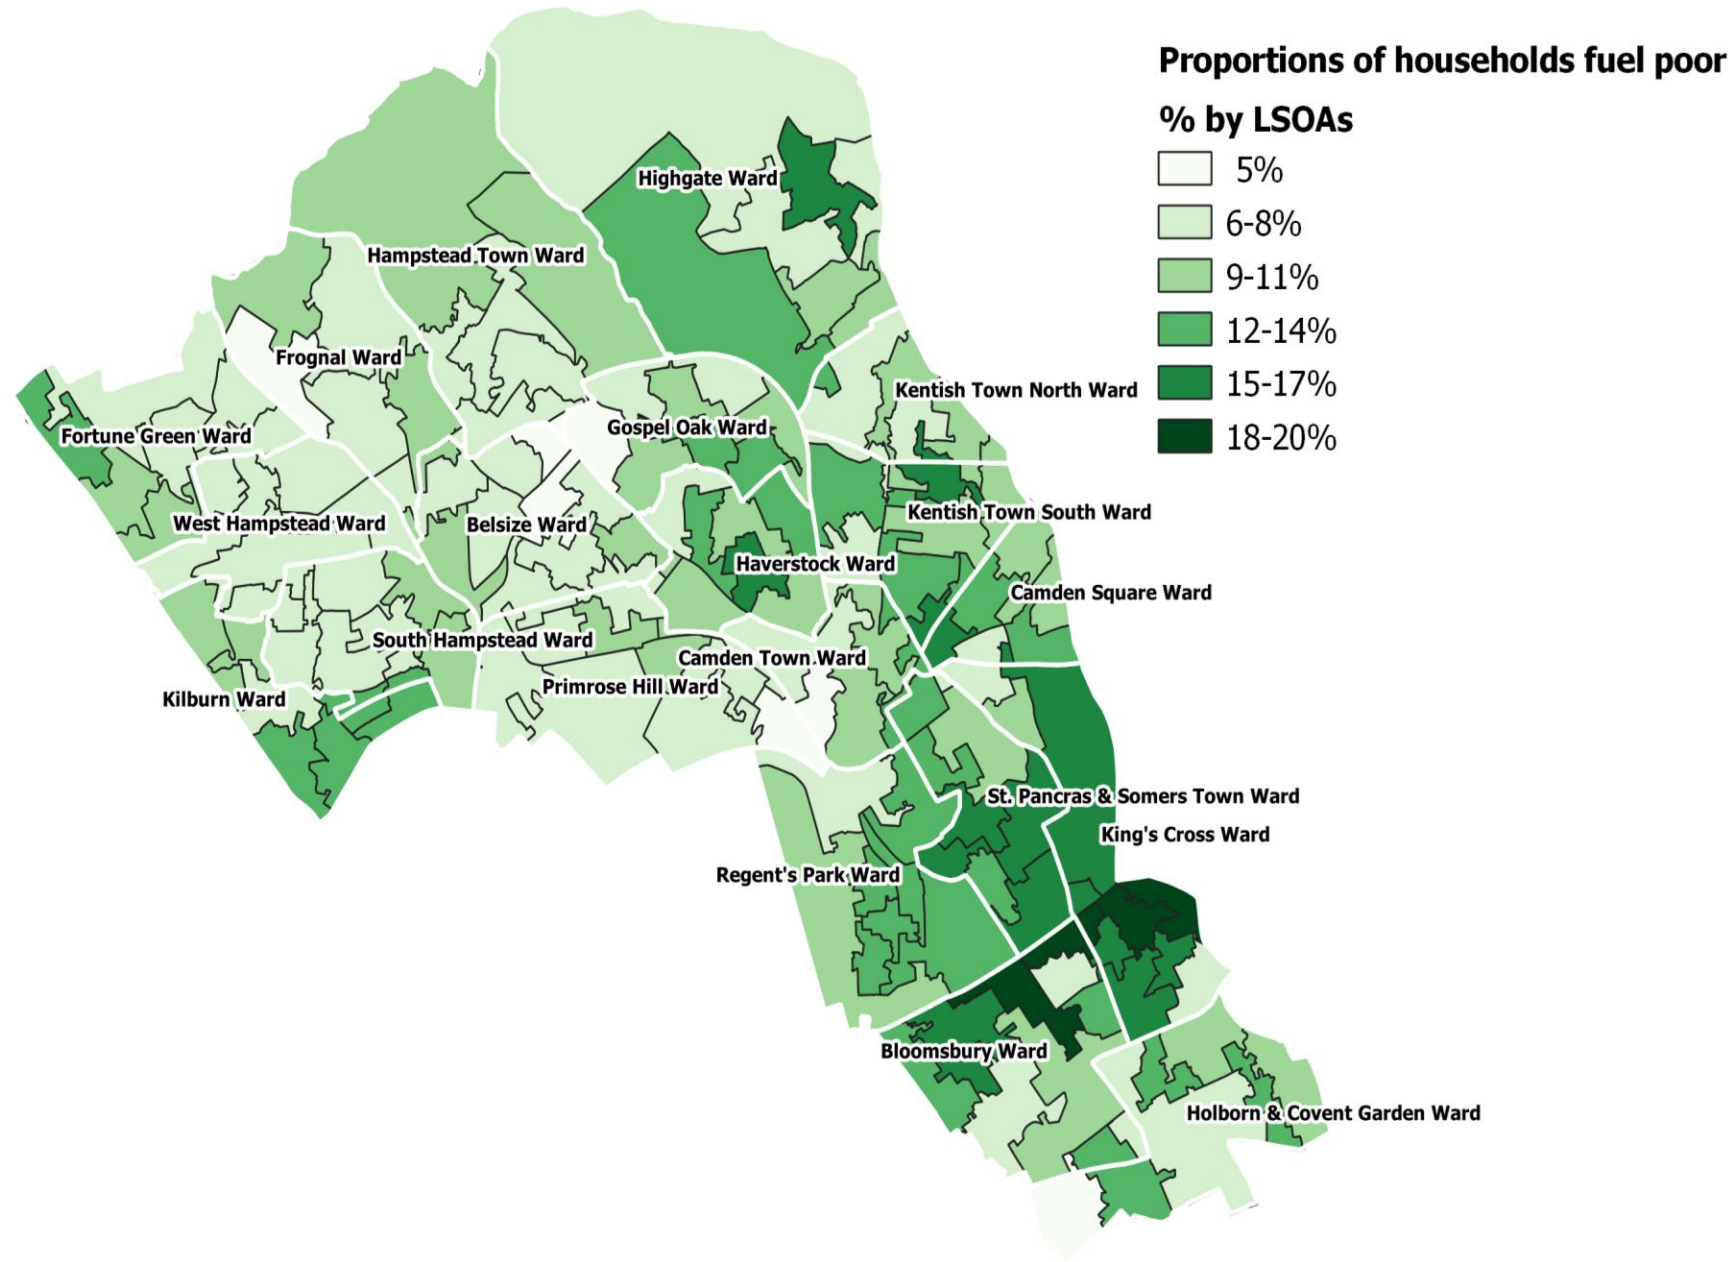 Proportions of households fuel poor
% by LSOAs
5%
6-8%
9-11%
12-14%
15-17%
18-20%
Highgate Ward
Hampstead Town Ward
Frognal Ward
Kentish Town North Ward
Fortune Green Ward
Gospel Oak Ward
West Hampstead Ward
Belsize Ward
Kentish Town South Ward
Haverstock Ward
Camden Square Ward
South Hampstead Ward
Camden Town Ward
Primrose Hill Ward
Kilburn Ward
St. Pancras & Somers Town Ward
King's Cross Ward
Regent's Park Ward
Bloomsbury Ward
Holborn & Covent Garden Ward